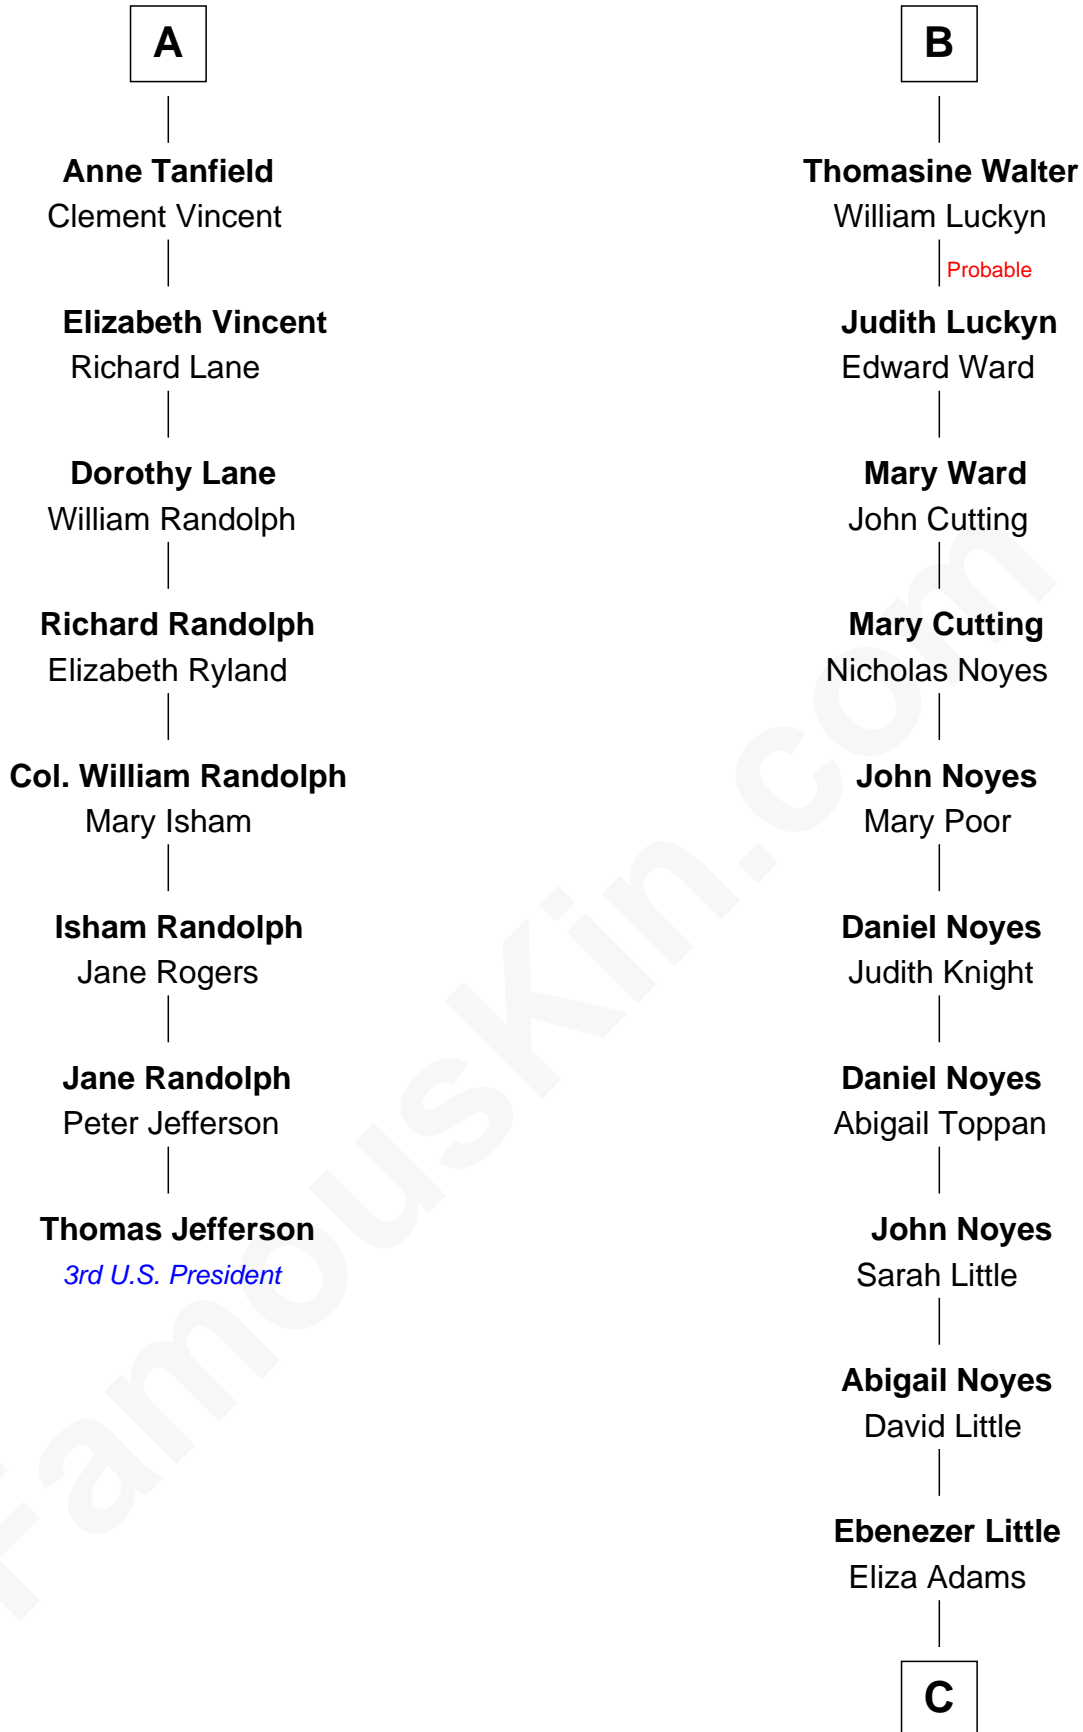 A
Anne Tanfield
Clement Vincent
Elizabeth Vincent
Richard Lane
Dorothy Lane
William Randolph
Richard Randolph
Elizabeth Ryland
Col. William Randolph
Mary Isham
Isham Randolph
Jane Rogers
Jane Randolph
Peter Jefferson
Thomas Jefferson
3rd U.S. President
B
Thomasine Walter
William Luckyn
Probable
Judith Luckyn
Edward Ward
Mary Ward
John Cutting
Mary Cutting
Nicholas Noyes
John Noyes
Mary Poor
Daniel Noyes
Judith Knight
Daniel Noyes
Abigail Toppan
John Noyes
Sarah Little
Abigail Noyes
David Little
Ebenezer Little
Eliza Adams
C
FamousKin.com